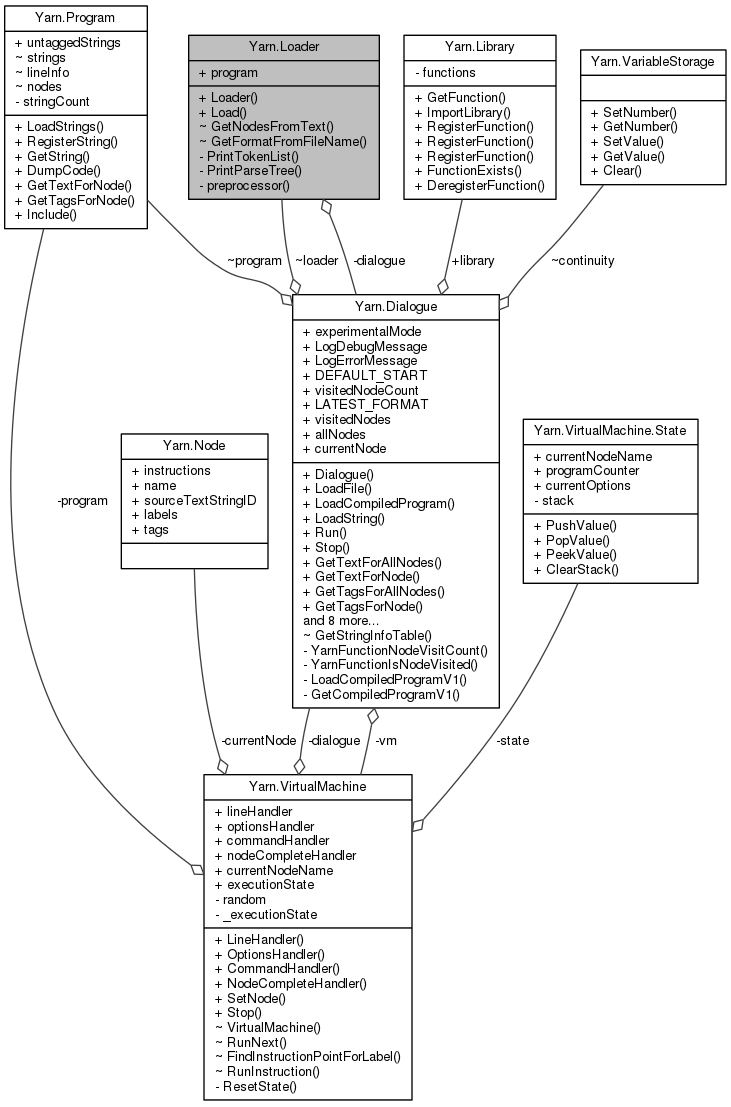 Yarn.Program
+ untaggedStrings
~ strings
~ lineInfo
~ nodes
- stringCount
+ LoadStrings()
+ RegisterString()
+ GetString()
+ DumpCode()
+ GetTextForNode()
+ GetTagsForNode()
+ Include()
Yarn.Loader
+ program
+ Loader()
+ Load()
~ GetNodesFromText()
~ GetFormatFromFileName()
- PrintTokenList()
- PrintParseTree()
- preprocessor()
Yarn.Library
- functions
+ GetFunction()
+ ImportLibrary()
+ RegisterFunction()
+ RegisterFunction()
+ RegisterFunction()
+ FunctionExists()
+ DeregisterFunction()
Yarn.VariableStorage
+ SetNumber()
+ GetNumber()
+ SetValue()
+ GetValue()
+ Clear()
~program
~loader
-dialogue
+library
~continuity
Yarn.Dialogue
+ experimentalMode
+ LogDebugMessage
+ LogErrorMessage
+ DEFAULT_START
+ visitedNodeCount
+ LATEST_FORMAT
+ visitedNodes
+ allNodes
+ currentNode
+ Dialogue()
+ LoadFile()
+ LoadCompiledProgram()
+ LoadString()
+ Run()
+ Stop()
+ GetTextForAllNodes()
+ GetTextForNode()
+ GetTagsForAllNodes()
+ GetTagsForNode()
and 8 more...
~ GetStringInfoTable()
- YarnFunctionNodeVisitCount()
- YarnFunctionIsNodeVisited()
- LoadCompiledProgramV1()
- GetCompiledProgramV1()
Yarn.Node
+ instructions
+ name
+ sourceTextStringID
+ labels
+ tags
Yarn.VirtualMachine.State
+ currentNodeName
+ programCounter
+ currentOptions
- stack
+ PushValue()
+ PopValue()
+ PeekValue()
+ ClearStack()
-program
-currentNode
-dialogue
-vm
-state
Yarn.VirtualMachine
+ lineHandler
+ optionsHandler
+ commandHandler
+ nodeCompleteHandler
+ currentNodeName
+ executionState
- random
- _executionState
+ LineHandler()
+ OptionsHandler()
+ CommandHandler()
+ NodeCompleteHandler()
+ SetNode()
+ Stop()
~ VirtualMachine()
~ RunNext()
~ FindInstructionPointForLabel()
~ RunInstruction()
- ResetState()